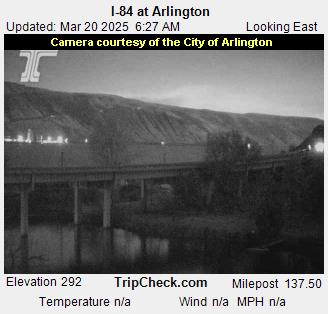 I-84 at Arlington
Updated: Mar 20 2025 6:27 AM Looking East
Camera courtesy of the City of Arlington
Elevation 292 TripCheck.com Milepost 137.50
Temperature n/a Wind n/a MPH n/a